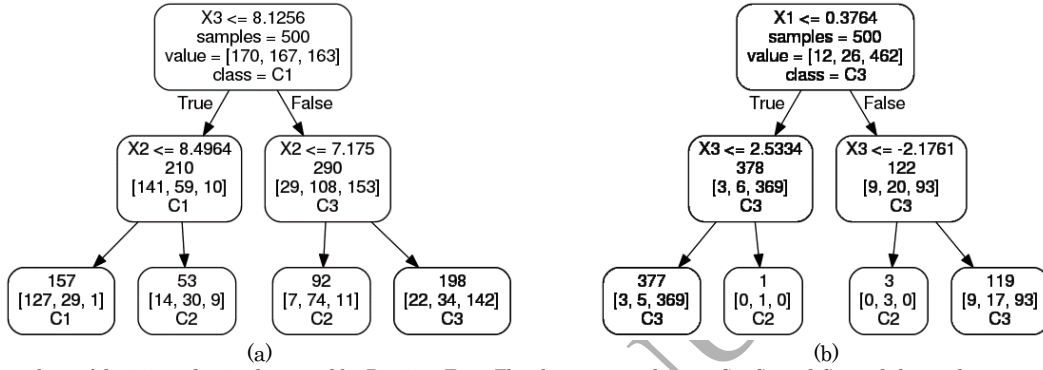 X3 <= 8.1256
samples = 500
value = [170, 167, 163]
class = C1
True
False
X2 <= 8.4964
210
[141, 59, 10]
C1
X2 <= 7.175
290
[29, 108, 153]
C3
157
[127, 29, 1]
C1
53
[14, 30, 9]
C2
92
[7, 74, 11]
C2
198
[22, 34, 142]
C3
(a)
X1 <= 0.3764
samples = 500
value = [12, 26, 462]
class = C3
True
False
X3 <= 2.5334
378
[3, 6, 369]
C3
X3 <= -2.1761
122
[9, 20, 93]
C3
377
[3, 5, 369]
C3
1
[0, 1, 0]
C2
3
[0, 3, 0]
C2
119
[9, 17, 93]
C3
(b)